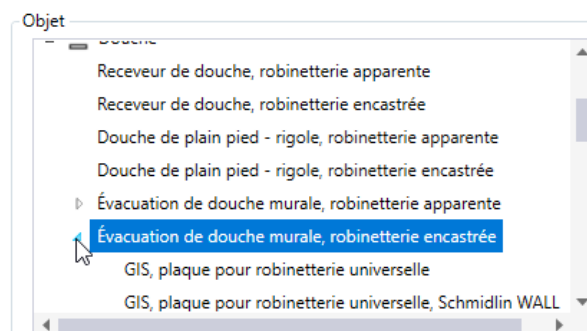 Objet
Douche
Receveur de douche, robinetterie apparente
Receveur de douche, robinetterie encastrée
Douche de plain pied - rigole, robinetterie apparente
Douche de plain pied - rigole, robinetterie encastrée
Évacuation de douche murale, robinetterie apparente
Évacuation de douche murale, robinetterie encastrée
GIS, plaque pour robinetterie universelle
GIS, plaque pour robinetterie universelle, Schmidlin WALL